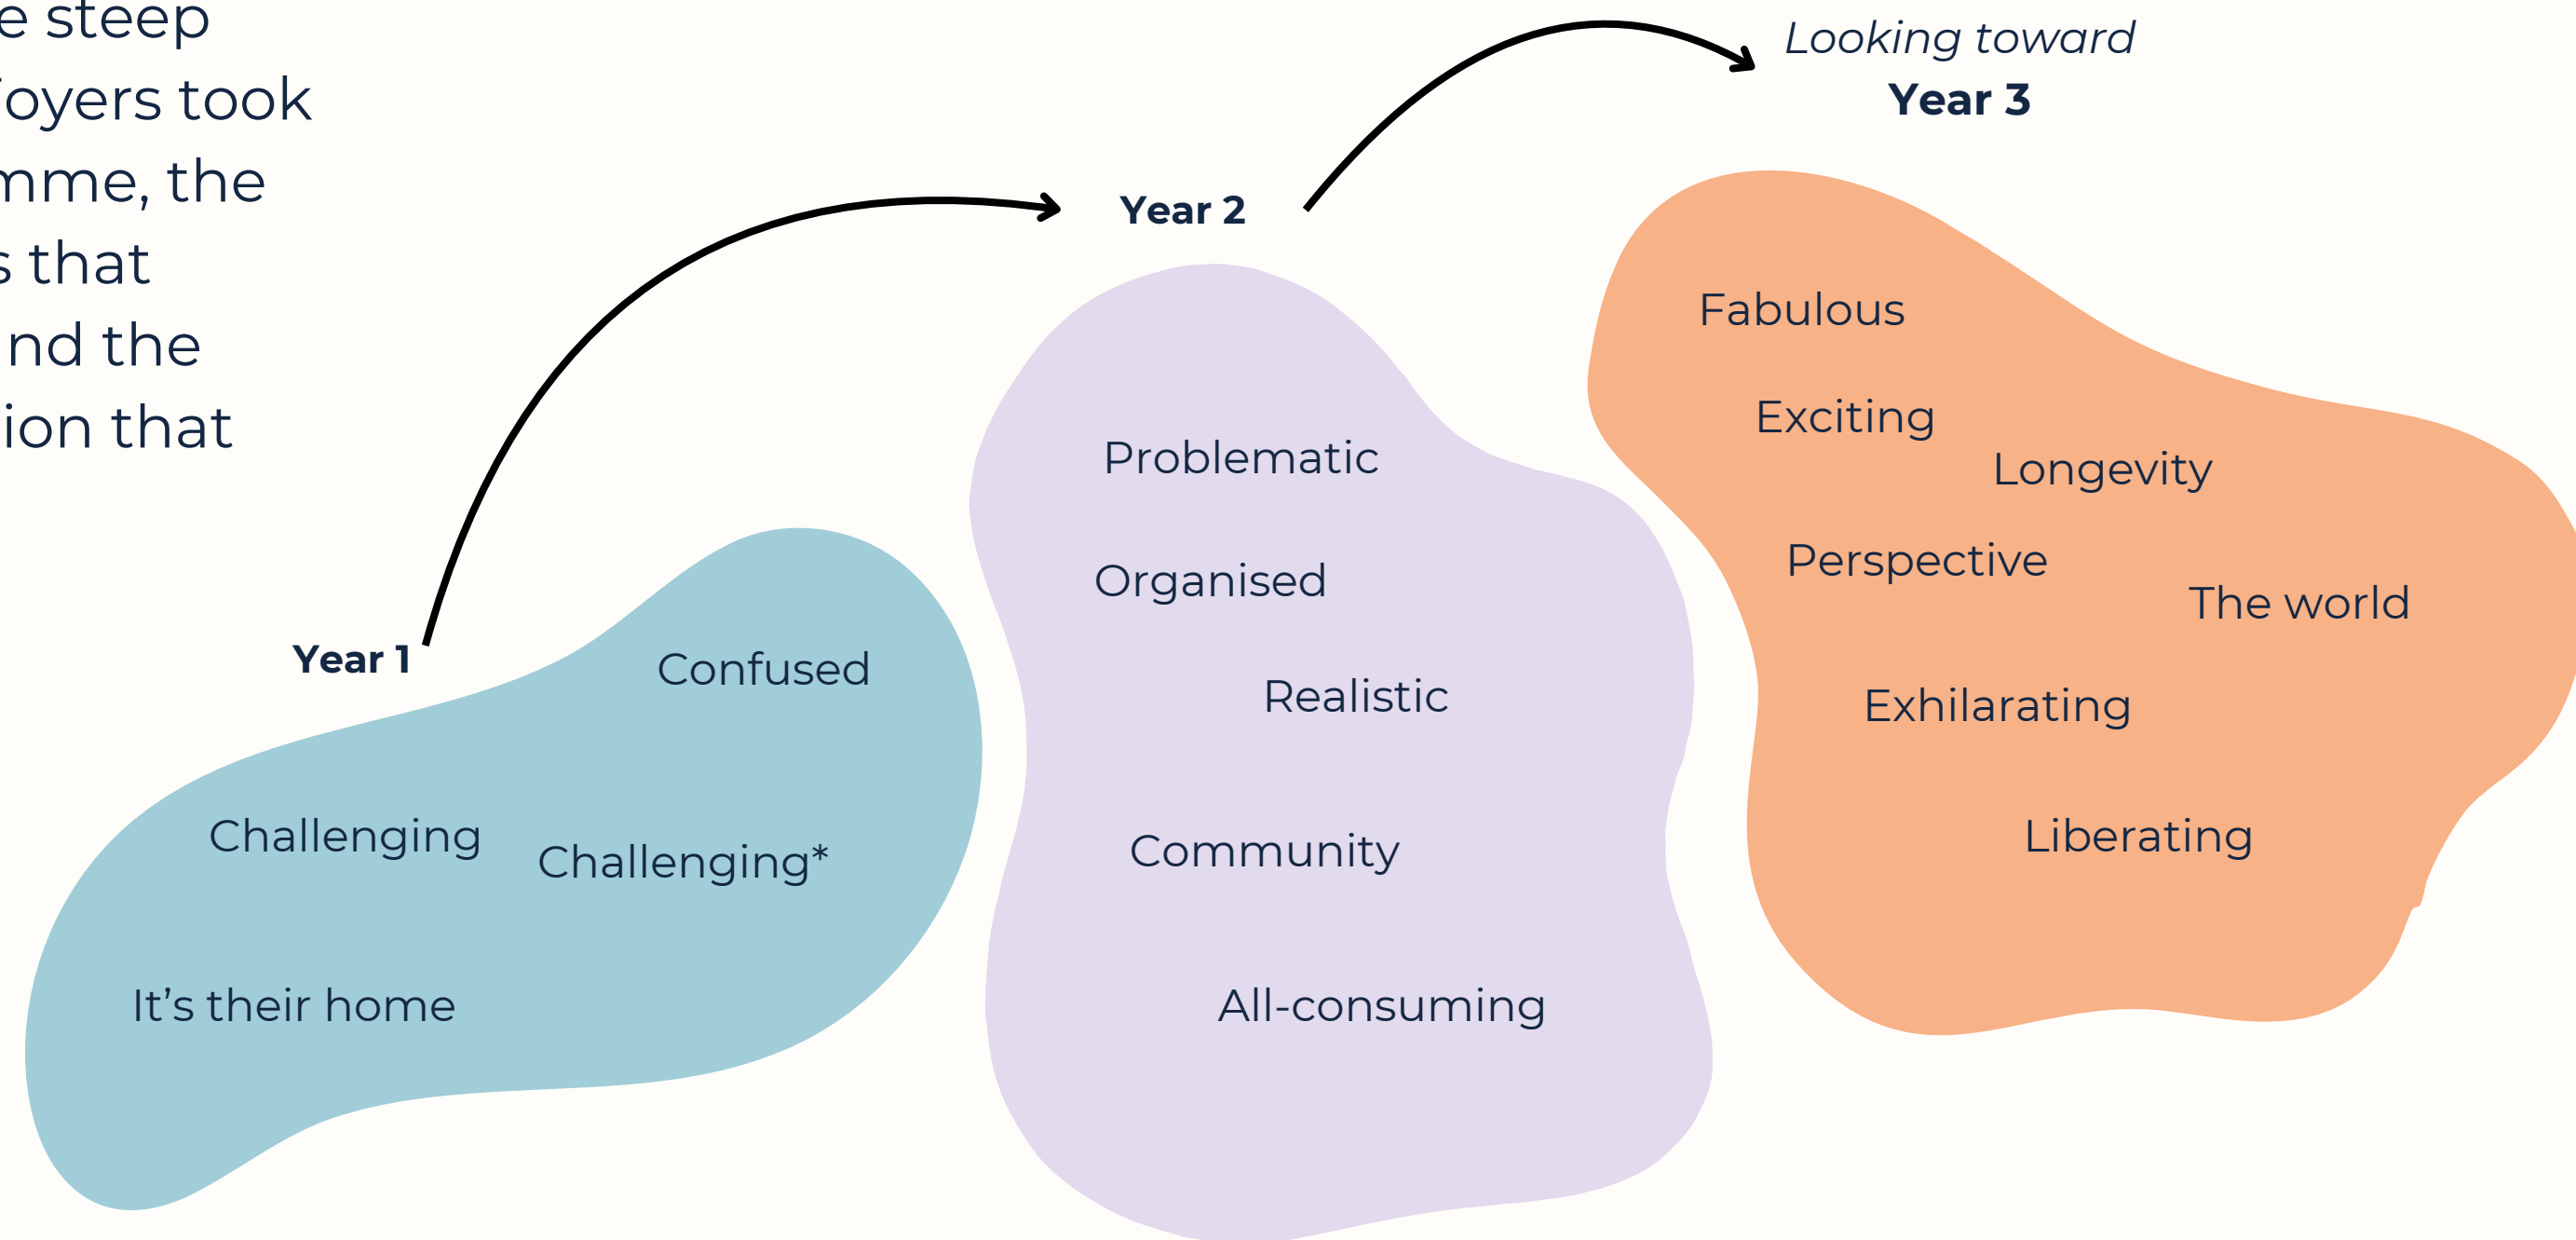 e steep
oyers took
mme, the
s that
nd the
ion that
Year 1
Confused
Challenging
Challenging*
It's their home
Year 2
Problematic
Organised
Realistic
Community
All-consuming
Looking toward
Year 3
Fabulous
Exciting
Longevity
Perspective
The world
Exhilarating
Liberating